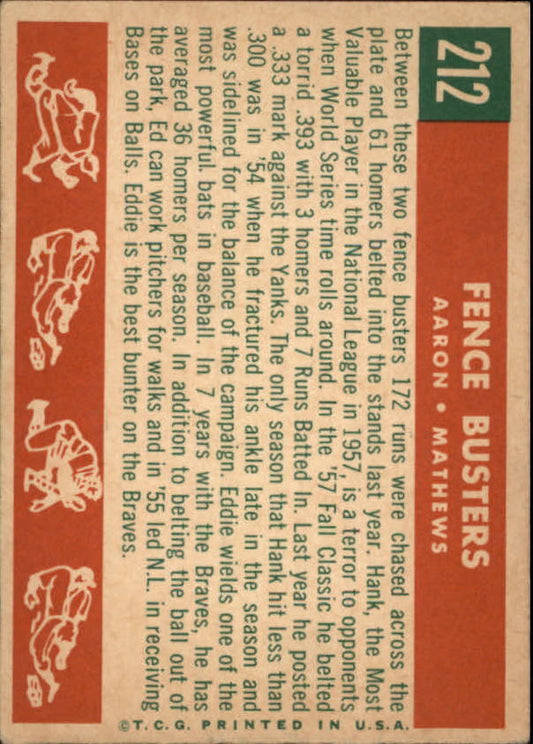 212
FENCE BUSTERS
AARON • MATHEWS
Between these two fence busters 172 runs were chased across the
plate and 61 homers belted into the stands last year. Hank, the Most
Valuable Player in the National League in 1957, is a terror to opponents
when World Series time rolls around. In the '57 Fall Classic he belted
a torrid .393 with 3 homers and 7 Runs Batted In. Last year he posted
a .333 mark against the Yanks. The only season that Hank hit less than
.300 was in '54 when he fractured his ankle late in the season and
was sidelined for the balance of the campaign. Eddie wields one of the
most powerful bats in baseball. In 7 years with the Braves, he has
averaged 36 homers per season. In addition to belting the ball out of
the park, Ed can work pitchers for walks and in '55 led N.L. in receiving
Bases on Balls. Eddie is the best bunter on the Braves.
©T.C.G. PRINTED IN U.S.A.